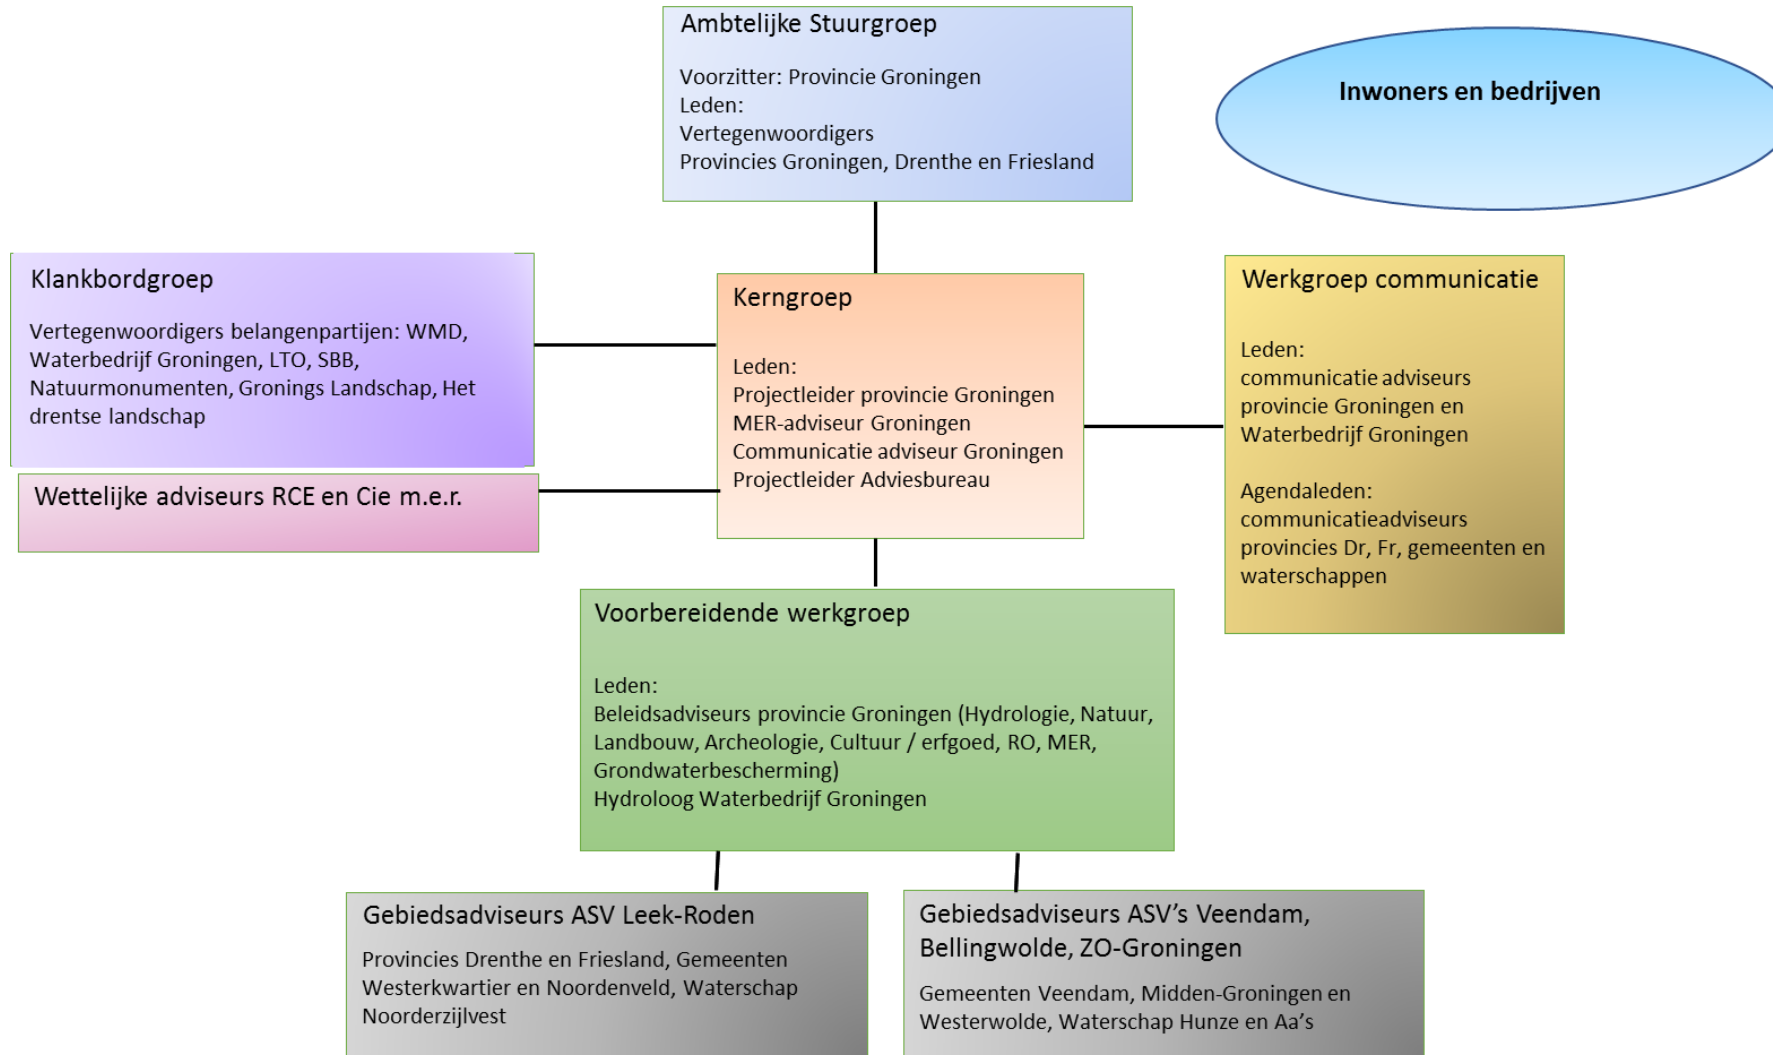 Ambtelijke Stuurgroep
Voorzitter: Provincie Groningen
Leden:
Vertegenwoordigers
Provincies Groningen, Drenthe en Friesland
Inwoners en bedrijven
Klankbordgroep
Vertegenwoordigers belangenpartijen: WMD,
Waterbedrijf Groningen, LTO, SBB,
Natuurmonumenten, Gronings Landschap, Het
drentse landschap
Wettelijke adviseurs RCE en Cie m.e.r.
Kerngroep
Leden:
Projectleider provincie Groningen
MER-adviseur Groningen
Communicatie adviseur Groningen
Projectleider Adviesbureau
Werkgroep communicatie
Leden:
communicatie adviseurs
provincie Groningen en
Waterbedrijf Groningen
Agendaleden:
communicatieadviseurs
provincies Dr, Fr, gemeenten en
waterschappen
Voorbereidende werkgroep
Leden:
Beleidsadviseurs provincie Groningen (Hydrologie, Natuur,
Landbouw, Archeologie, Cultuur / erfgoed, RO, MER,
Grondwaterbescherming)
Hydroloog Waterbedrijf Groningen
Gebiedsadviseurs ASV Leek-Roden
Provincies Drenthe en Friesland, Gemeenten
Westerkwartier en Noordenveld, Waterschap
Noorderzijlvest
Gebiedsadviseurs ASV’s Veendam,
Bellingwolde, ZO-Groningen
Gemeenten Veendam, Midden-Groningen en
Westerwolde, Waterschap Hunze en Aa’s